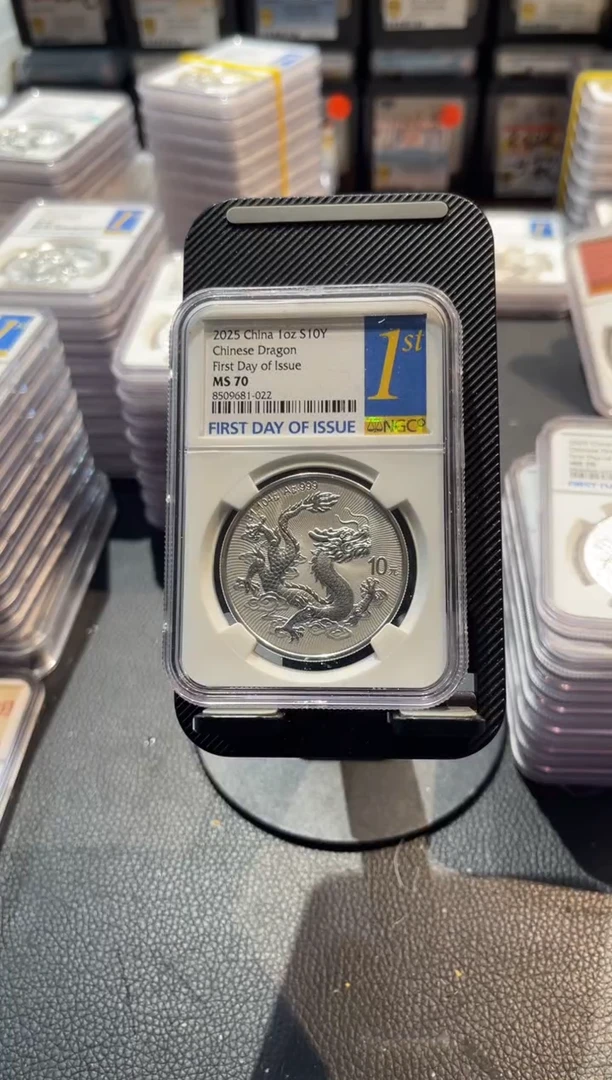 2025 China 1oz S10Y
Chinese Dragon
First Day of Issue
MS 70
8509681-022
FIRST DAY OF ISSUE
1st
NGC
10元